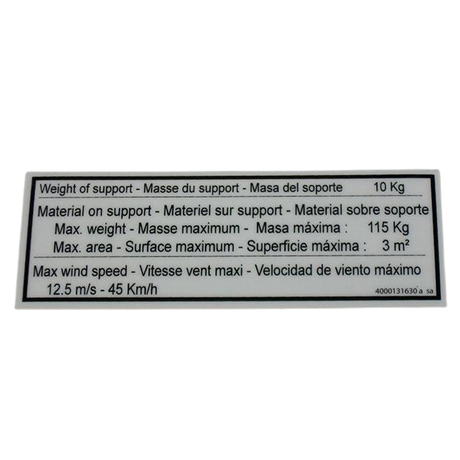 Weight of support - Masse du support - Masa del soporte 10 Kg
Material on support - Materiel sur support - Material sobre soporte
Max. weight - Masse maximum - Masa máxima : 115 Kg
Max. area - Surface maximum - Superficie máxima : 3 m²
Max wind speed - Vitesse vent maxi - Velocidad de viento máximo
12.5 m/s - 45 Km/h
4000131630 a sa